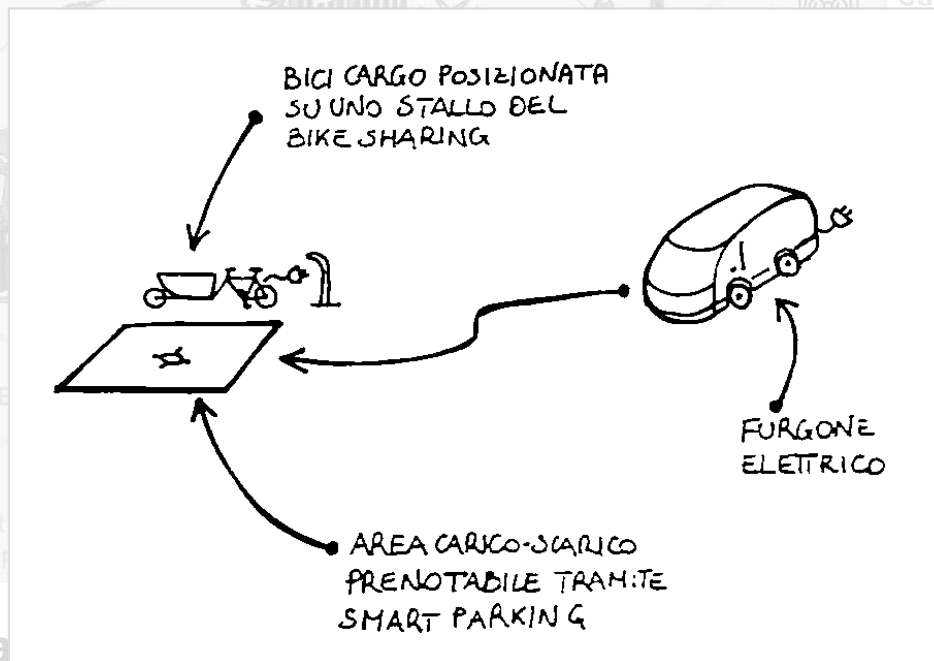 BICI CARGO POSIZIONATA
SU UNO STALLO DEL
BIKE SHARING
FURGONE
ELETTRICO
AREA CARICO-SCARICO
PRENOTABILE TRAMITE
SMART PARKING